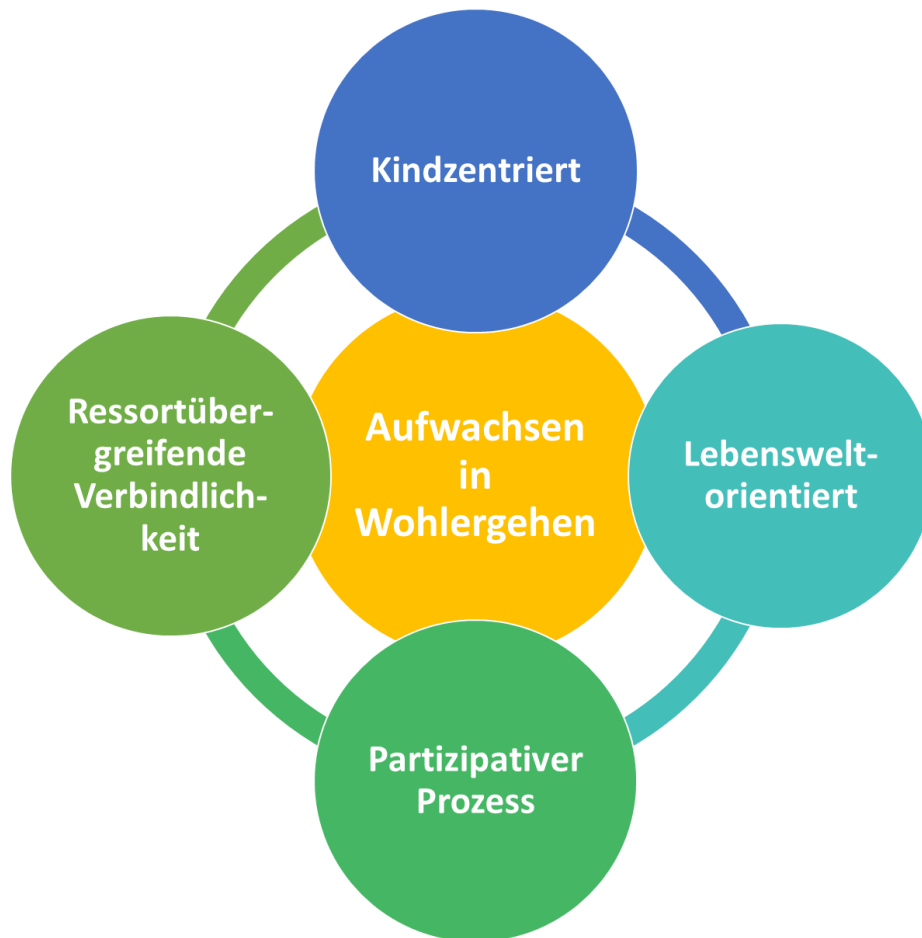 Kindzentriert
Ressortüber-
greifende
Verbindlich-
keit
Aufwachsen
in
Wohlergehen
Lebenswelt-
orientiert
Partizipativer
Prozess